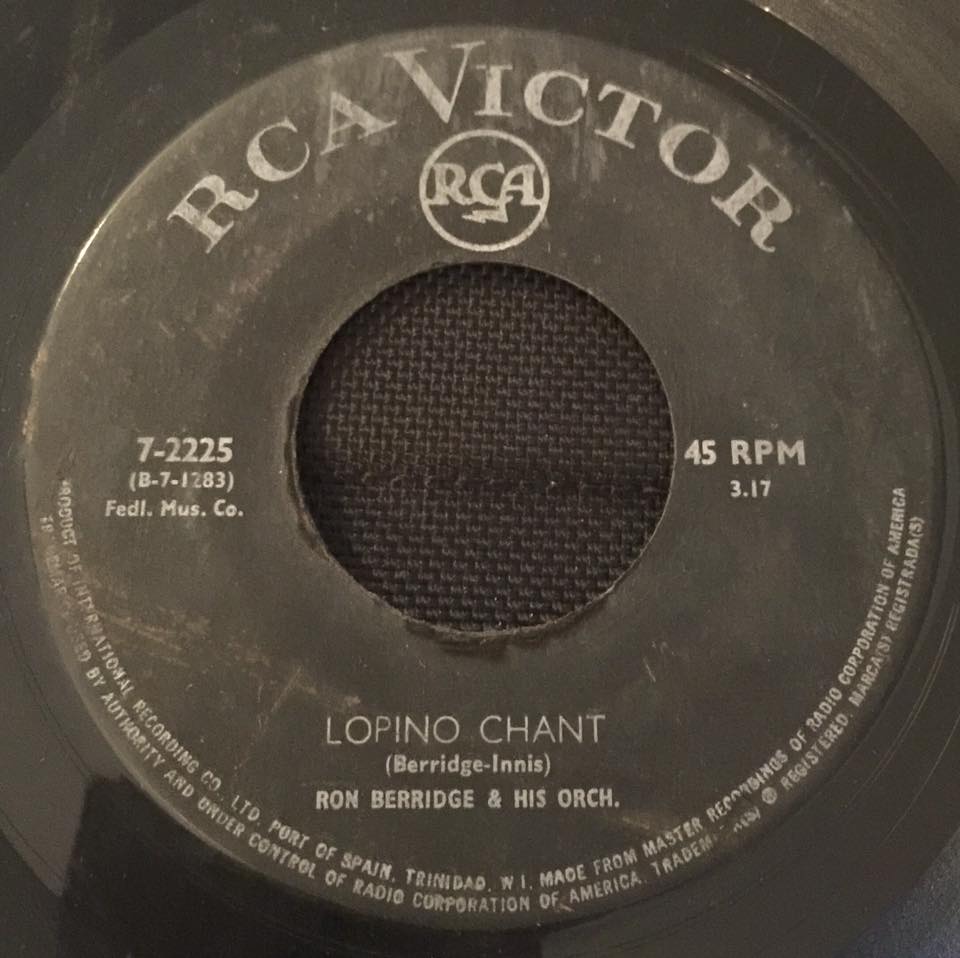 RCA VICTOR
RCA
7-2225
(B-7-1283)
Fedl. Mus. Co.
45 RPM
3.17
LOPINO CHANT
(Berridge-Innis)
RON BERRIDGE & HIS ORCH.
PRODUCT OF INTERNATIONAL RECORDING CO. LTD. PORT OF SPAIN, TRINIDAD, W I. MADE FROM MASTER RECORDINGS OF RADIO CORPORATION OF AMERICA
BY AUTHORITY AND UNDER CONTROL OF RADIO CORPORATION OF AMERICA. ® REGISTERED. MARCA(S) REGISTRADA(S)